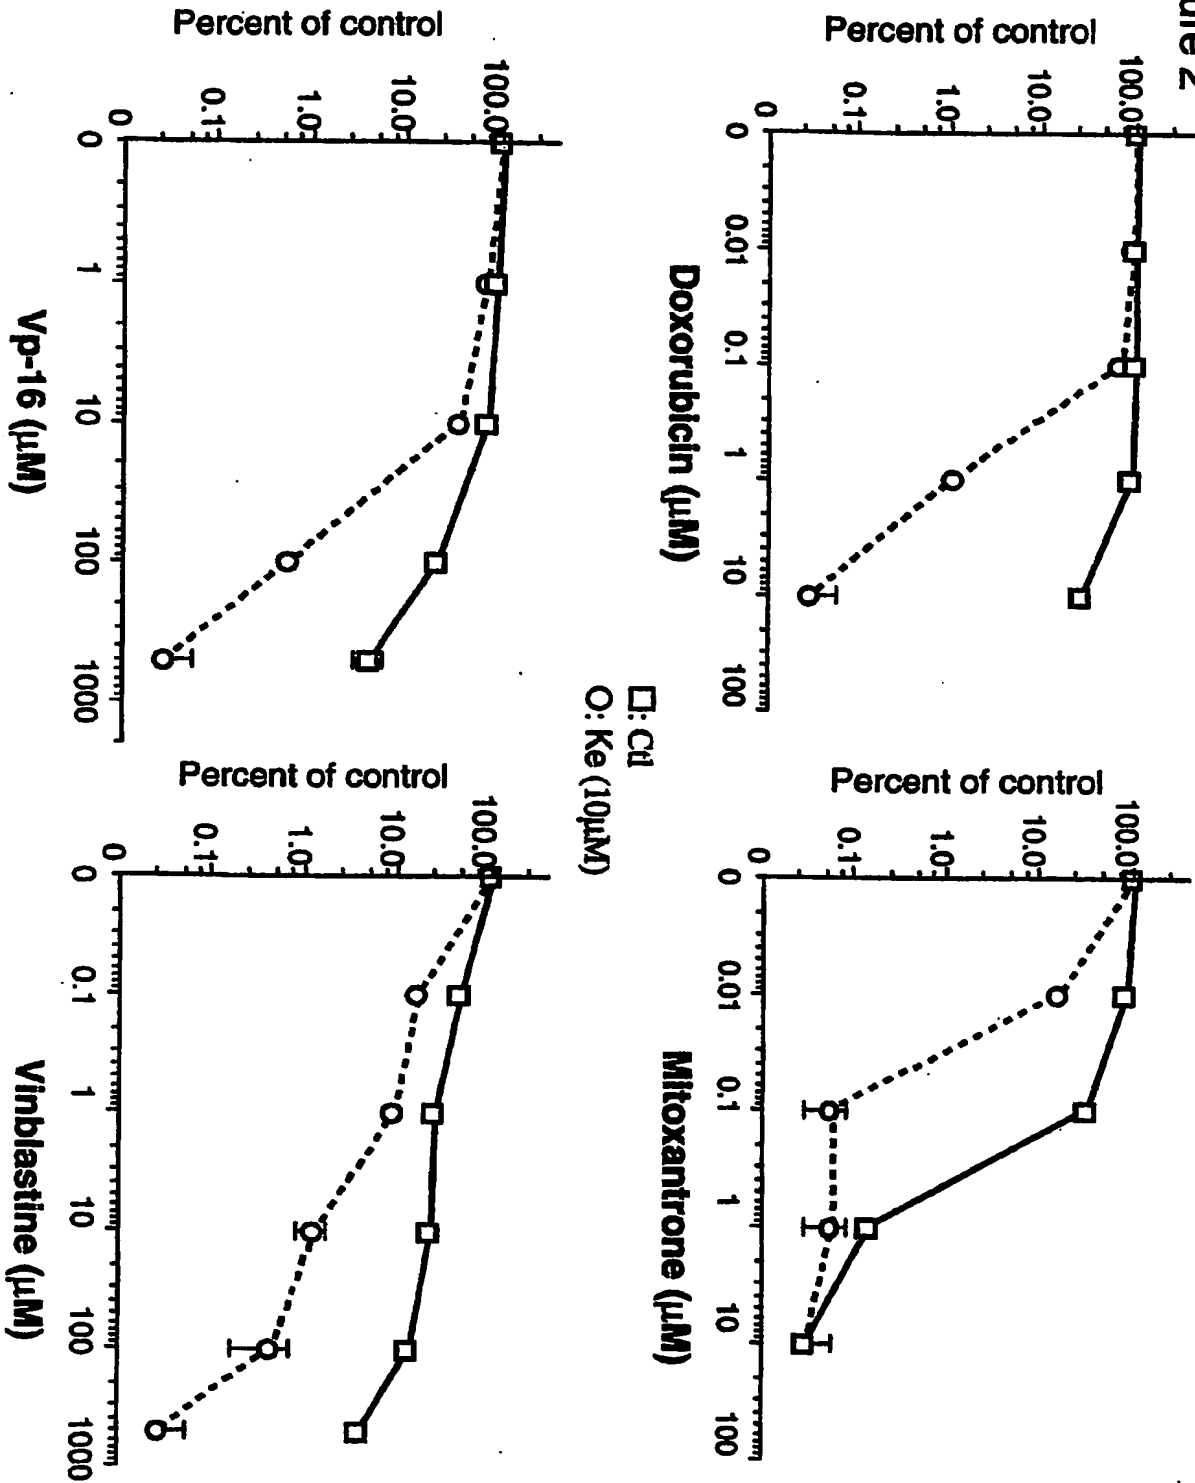 ure 2
Percent of control
100.0
10.0
1.0
0.1
0
0 0.01 0.1 1 10 100
Doxorubicin (μM)
Percent of control
100.0
10.0
1.0
0.1
0
0 0.01 0.1 1 10 100
Mitoxantrone (μM)
□: Ctl
○: Ke (10μM)
Percent of control
100.0
10.0
1.0
0.1
0
0 1 10 100 1000
Vp-16 (μM)
Percent of control
100.0
10.0
1.0
0.1
0
0 0.1 1 10 100 1000
Vinblastine (μM)